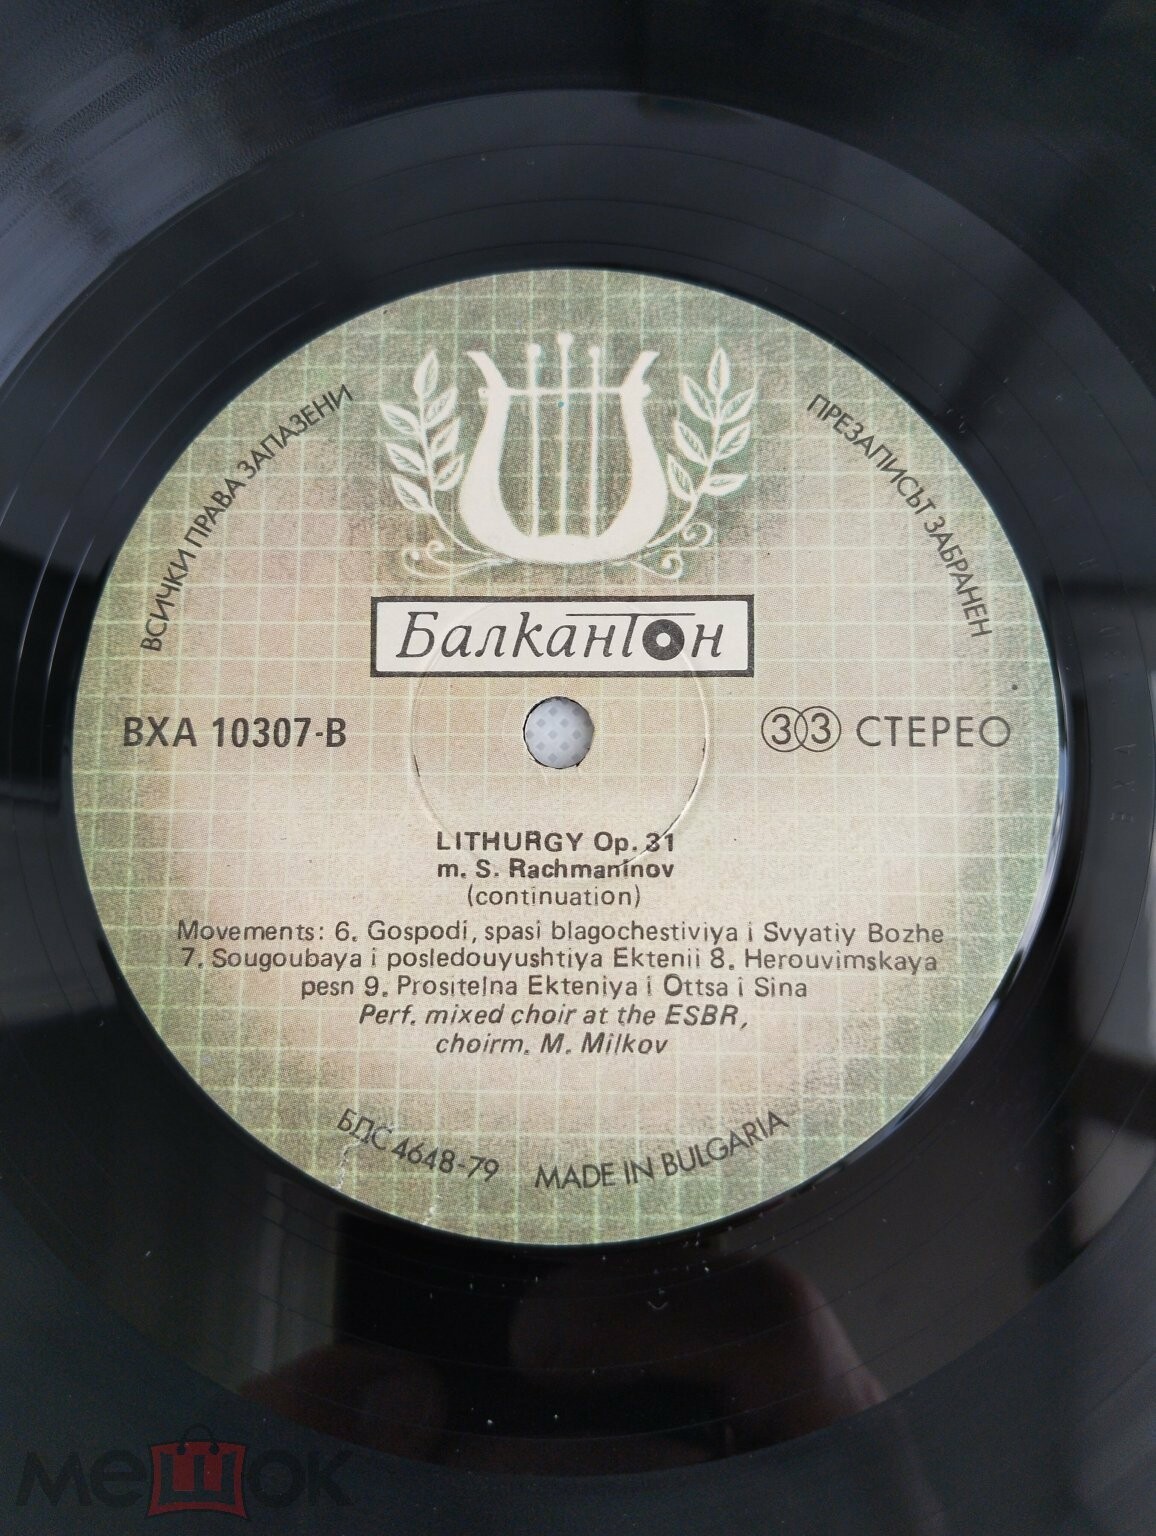 ВСИЧКИ ПРАВА ЗАПАЗЕНИ
ПРЕЗАПИСЪТ ЗАБРАНЕН
Балкантон
ВХА 10307-В
33 СТЕРЕО
LITHURGY Op. 31
m. S. Rachmaninov
(continuation)
Movements: 6. Gospodi, spasi blagochestiviya i Svyatiy Bozhe
7. Sougoubaya i posledouyushtiya Ektenii 8. Herouvimskaya
pesn 9. Prositelna Ekteniya i Ottsa i Sina
Perf. mixed choir at the ESBR,
choirm. M. Milkov
БДС 4648-79 MADE IN BULGARIA
мешок